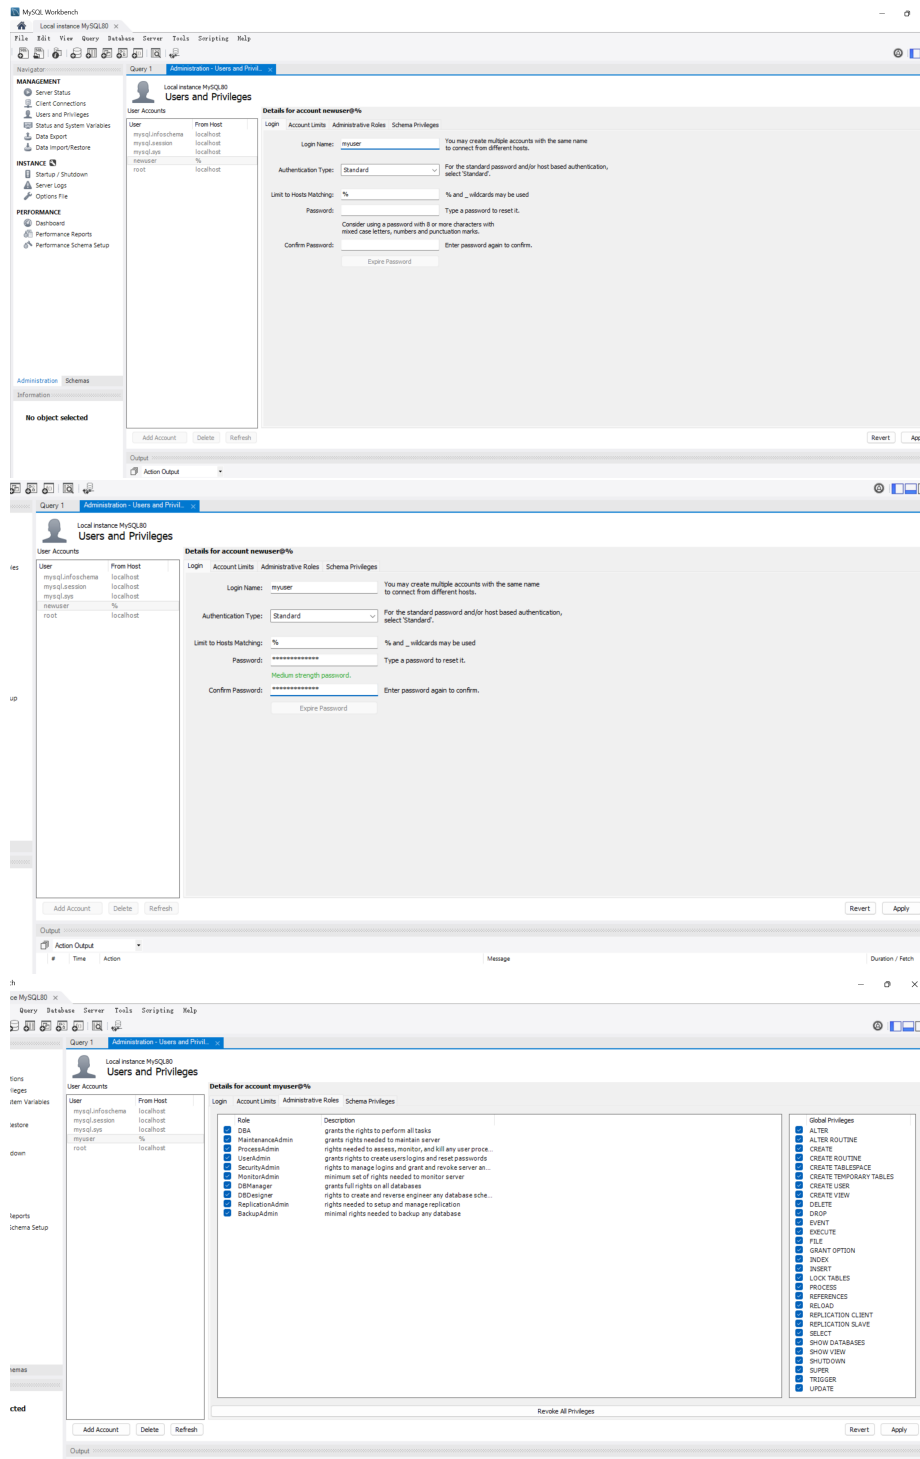 MySQL Workbench
Local instance MySQL80 ×
File Edit View Query Database Server Tools Scripting Help
Navigator
MANAGEMENT
Server Status
Client Connections
Users and Privileges
Status and System Variables
Data Export
Data Import/Restore
INSTANCE
Startup / Shutdown
Server Logs
Options File
PERFORMANCE
Dashboard
Performance Reports
Performance Schema Setup
Administration Schemas
Information
No object selected
Query 1 Administration - Users and Privil.. ×
Local instance MySQL80
Users and Privileges
User Accounts
User From Host
mysql.infoschema localhost
mysql.session localhost
mysql.sys localhost
newuser %
root localhost
Add Account Delete Refresh
Details for account newuser@%
Login Account Limits Administrative Roles Schema Privileges
Login Name: myuser You may create multiple accounts with the same name
to connect from different hosts.
Authentication Type: Standard For the standard password and/or host based authentication,
select 'Standard'.
Limit to Hosts Matching: % % and _ wildcards may be used
Password: Type a password to reset it.
Consider using a password with 8 or
more characters with
mixed case letters, numbers and punctuation marks.
Confirm Password: Enter password again to confirm.
Expire Password
Revert App
Output
Action Output
Query 1 Administration - Users and Privil.. ×
Local instance MySQL80
Users and Privileges
User Accounts
ies
up
User From Host
mysql.infoschema localhost
mysql.session localhost
mysql.sys localhost
newuser %
root localhost
Add Account Delete Refresh
Details for account newuser@%
Login Account Limits Administrative Roles Schema Privileges
Login Name: myuser You may create multiple accounts with the same name
to connect from different hosts.
Authentication Type: Standard For the standard password and/or host based authentication,
select 'Standard'.
Limit to Hosts Matching: % % and _ wildcards may be used
Password: ************* Type a password to reset it.
Medium strength password.
Confirm Password: ************* Enter password again to confirm.
Expire Password
Revert Apply
Output
Action Output
# Time Action Message Duration / Fetch
ch
ce MySQL80 ×
Query Database Server Tools Scripting Help
Query 1 Administration - Users and Privil.. ×
Local instance MySQL80
Users and Privileges
User Accounts
tions
ileges
tem Variables
estore
down
Reports
Schema Setup
hemas
cted
User From Host
mysql.infoschema localhost
mysql.session localhost
mysql.sys localhost
myuser %
root localhost
Add Account Delete Refresh
Details for account myuser@%
Login Account Limits Administrative Roles Schema Privileges
Role Description
DBA grants the rights to perform all tasks
MaintenanceAdmin grants rights needed to maintain server
ProcessAdmin rights needed to assess, monitor, and kill any user proce...
UserAdmin grants rights to create users logins and reset passwords
SecurityAdmin rights to manage logins and grant and revoke server an...
MonitorAdmin minimum set of rights needed to monitor server
DBManager grants full rights on all databases
DBDesigner rights to create and reverse engineer any database sche...
ReplicationAdmin rights needed to setup and manage replication
BackupAdmin minimal rights needed to backup any database
Global Privileges
ALTER
ALTER ROUTINE
CREATE
CREATE ROUTINE
CREATE TABLESPACE
CREATE TEMPORARY TABLES
CREATE USER
CREATE VIEW
DELETE
DROP
EVENT
EXECUTE
FILE
GRANT OPTION
INDEX
INSERT
LOCK TABLES
PROCESS
REFERENCES
RELOAD
REPLICATION CLIENT
REPLICATION SLAVE
SELECT
SHOW DATABASES
SHOW VIEW
SHUTDOWN
SUPER
TRIGGER
UPDATE
Revoke All Privileges
Revert Apply
Output